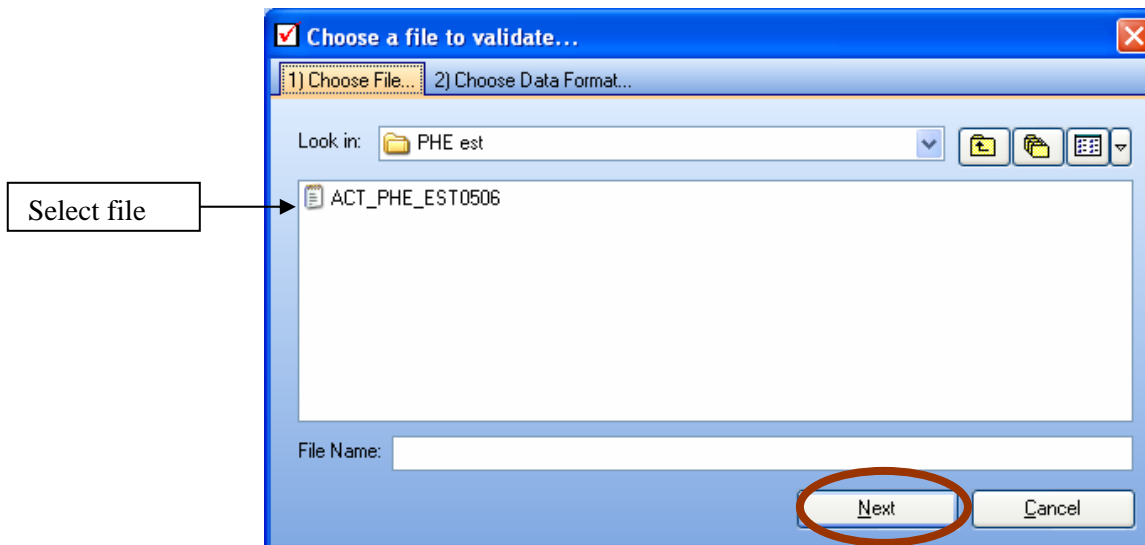 Choose a file to validate...
1) Choose File... 2) Choose Data Format...
Look in: PHE est
Select file
ACT_PHE_EST0506
File Name:
Next Cancel